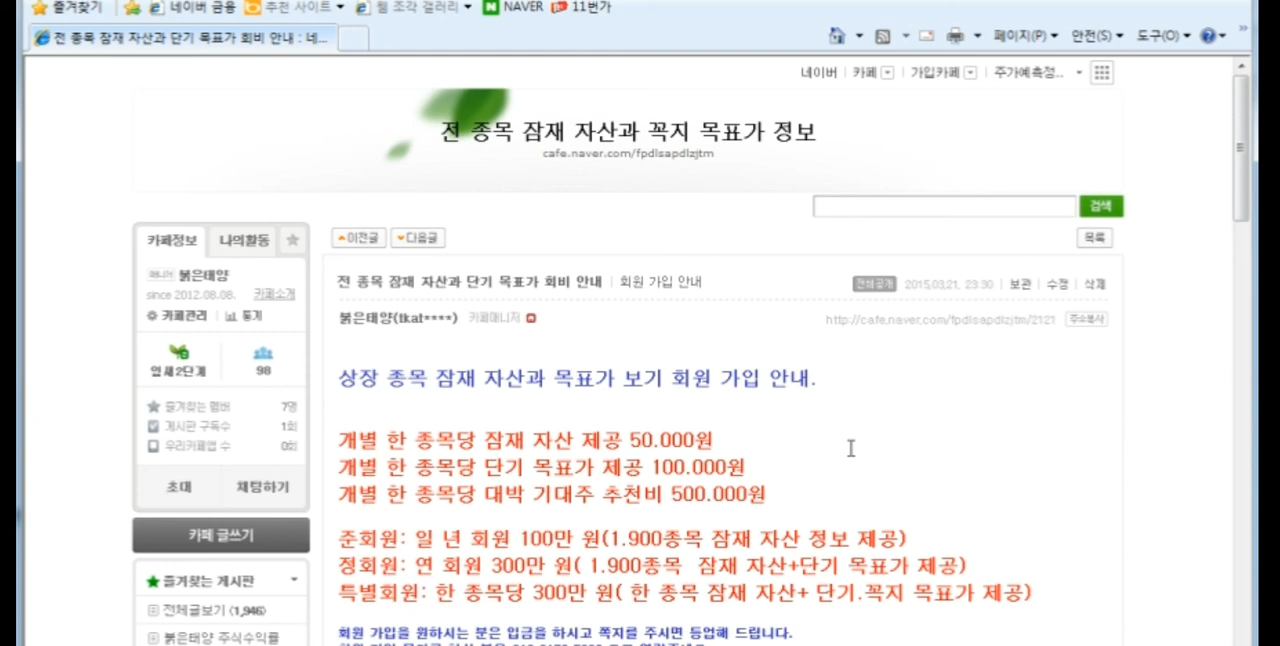 즐겨찾기 네이버 금융 추천 사이트 웹 조각 갤러리 NAVER 11번가
전 종목 잠재 자산과 단기 목표가 회비 안내 : 네... 페이지(P) 안전(S) 도구(O)
네이버 카페 가입카페 주가예측정..
전 종목 잠재 자산과 꼭지 목표가 정보
cafe.naver.com/fpdlsapdlzjtm
검색
카페정보 나의활동
이전글 다음글 목록
매니저 붉은태양
since 2012.08.08. 카페소개
카페관리 통계
잎새2단계 98
즐겨찾는 멤버 7명
게시판 구독수 1회
우리카페앱 수 0회
초대 채팅하기
카페 글쓰기
즐겨찾는 게시판
전체글보기 (1,946)
붉은태양 주식수익률
전 종목 잠재 자산과 단기 목표가 회비 안내 회원 가입 안내 전체공개 2015.03.21. 23:30 보관 수정 삭제
붉은태양(tkat****) 카페매니저 http://cafe.naver.com/fpdlsapdlzjtm/2121 주소복사
상장 종목 잠재 자산과 목표가 보기 회원 가입 안내.
개별 한 종목당 잠재 자산 제공 50.000원
개별 한 종목당 단기 목표가 제공 100.000원
개별 한 종목당 대박 기대주 추천비 500.000원
준회원: 일 년 회원 100만 원(1.900종목 잠재 자산 정보 제공)
정회원: 연 회원 300만 원( 1.900종목 잠재 자산+단기 목표가 제공)
특별회원: 한 종목당 300만 원( 한 종목 잠재 자산+ 단기.꼭지 목표가 제공)
회원 가입을 원하시는 분은 입금을 하시고 쪽지를 주시면 등업해 드립니다.